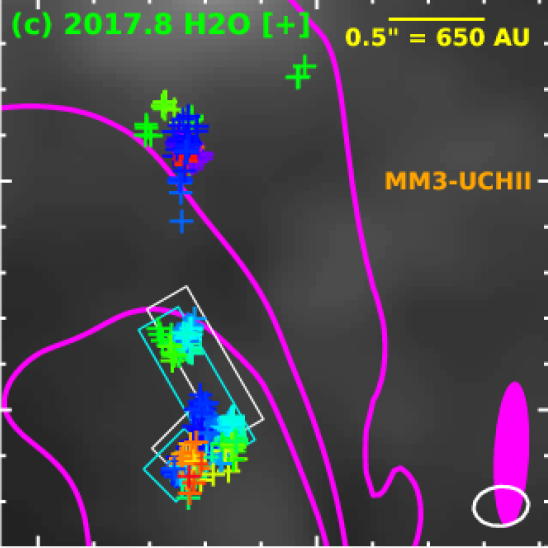 (c) 2017.8 H2O [+]
0.5" = 650 AU
MM3-UCHII